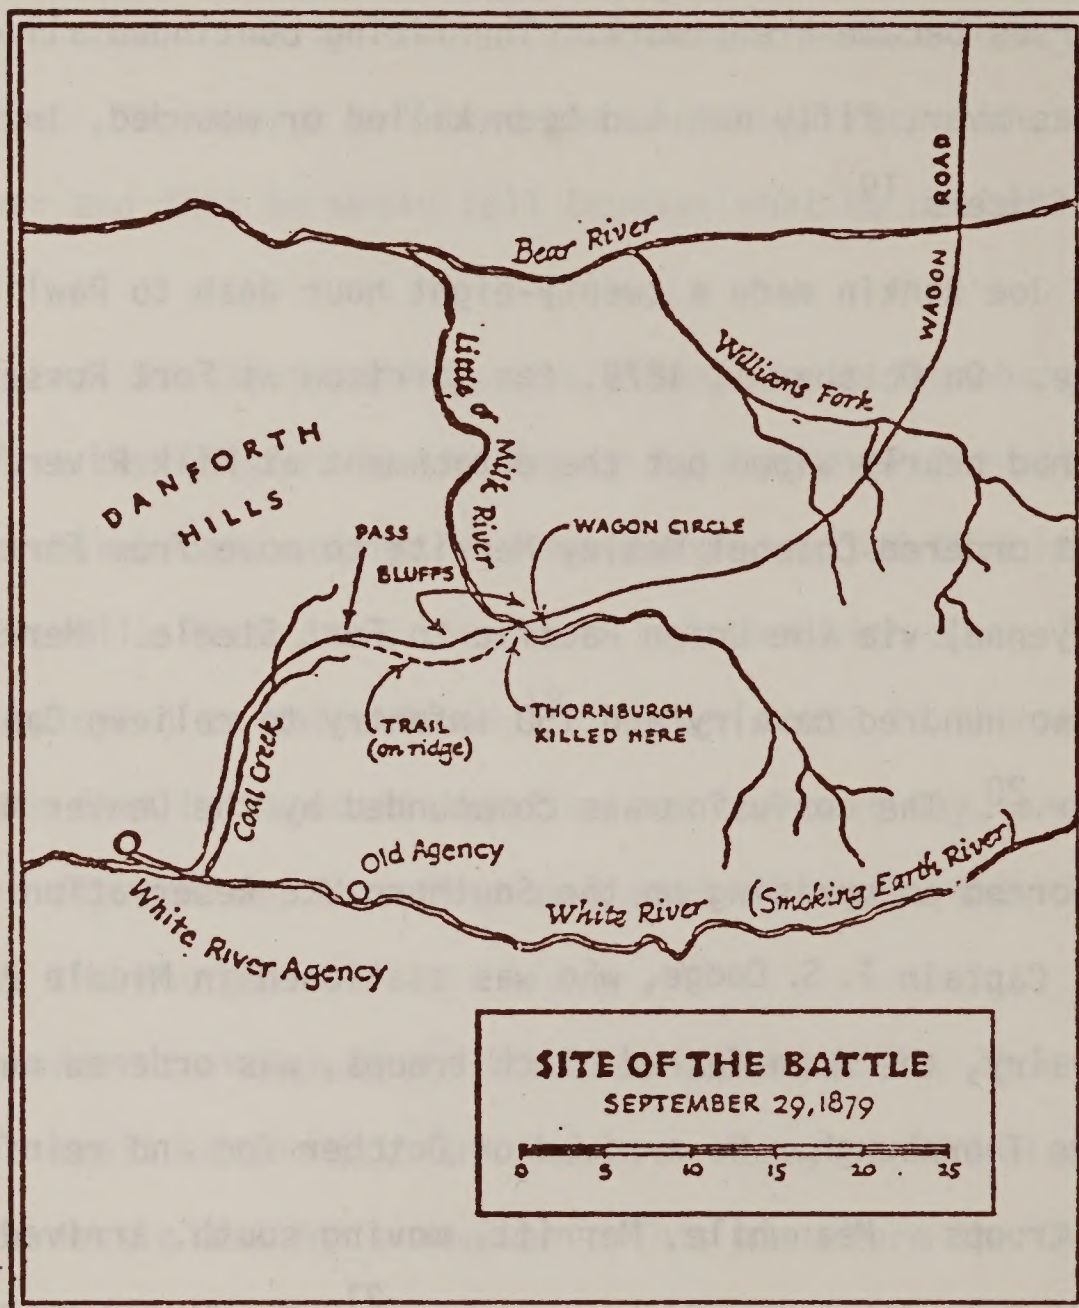 WAGON ROAD
Bear River
Williams Fork
Little or Milk River
DANFORTH
HILLS
PASS
BLUFFS
WAGON CIRCLE
TRAIL
(on ridge)
THORNBURGH
KILLED HERE
Coal Creek
Old Agency
White River (Smoking Earth River)
White River Agency
SITE OF THE BATTLE
SEPTEMBER 29, 1879
0 5 10 15 20 25